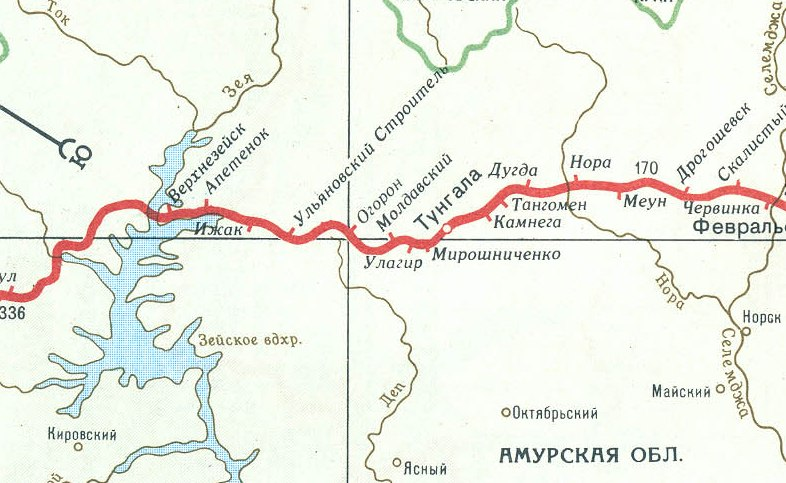 Ток
Зея
Ю
Селемджа
Верхнезейск
Апетенок
Ижак
Ульяновский Строитель
Огорон
Молдавский
Улагир
Тунгала
Мирошниченко
Дугда
Тангомен
Камнега
Нора
170
Меун
Дрогошевск
Скалистый
Червинка
Февраль
ул
336
Зейское вдхр.
Нора
Норск
Селемджа
Майский
Деп
Октябрьский
Кировский
Ясный
АМУРСКАЯ ОБЛ.